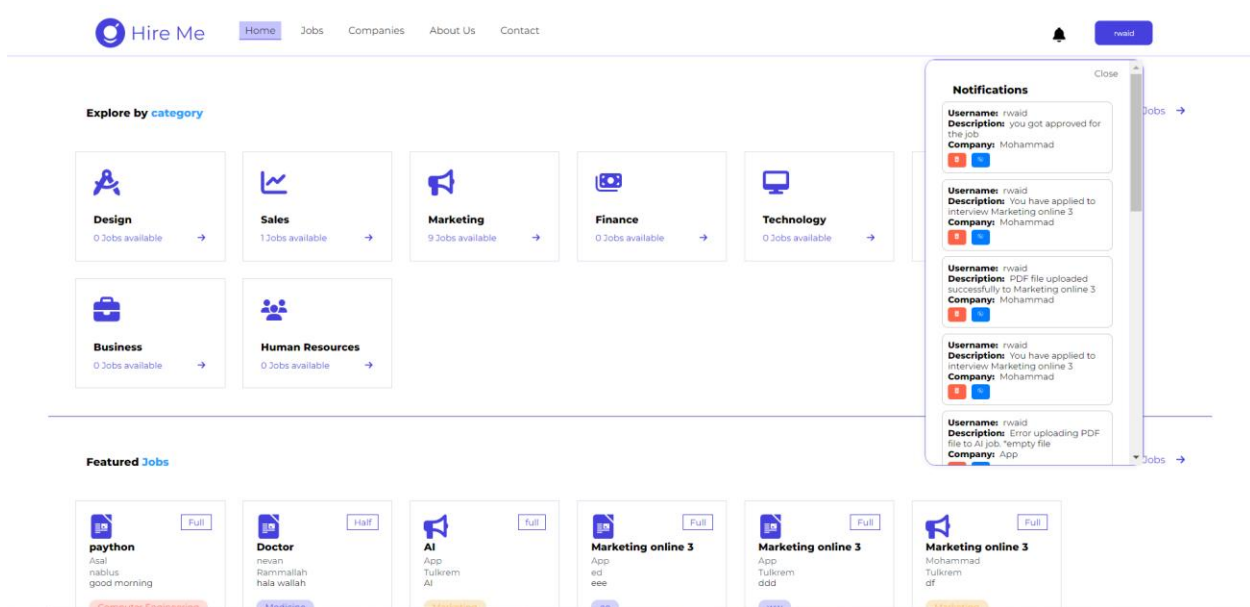 Hire Me
Home
Jobs
Companies
About Us
Contact
rwaid
Close
Notifications
Username: rwaid
Description: you got approved for
the job
Company: Mohammad
Username: rwaid
Description: You have applied to
interview Marketing online 3
Company: Mohammad
Username: rwaid
Description: PDF file uploaded
successfully to Marketing online 3
Company: Mohammad
Username: rwaid
Description: You have applied to
interview Marketing online 3
Company: Mohammad
Username: rwaid
Description: Error uploading PDF
file to AI job. *empty file
Company: App
Explore by category
Jobs
Design
0 Jobs available
Sales
1 Jobs available
Marketing
9 Jobs available
Finance
0 Jobs available
Technology
0 Jobs available
Business
0 Jobs available
Human Resources
0 Jobs available
Featured Jobs
Jobs
Full
paython
Asal
nablus
good morning
Computer Engineering
Half
Doctor
nevan
Rammallah
hala wallah
Medicine
full
AI
App
Tulkrem
AI
Marketing
Full
Marketing online 3
App
ed
eee
Full
Marketing online 3
App
Tulkrem
ddd
Full
Marketing online 3
Mohammad
Tulkrem
df
Marketing